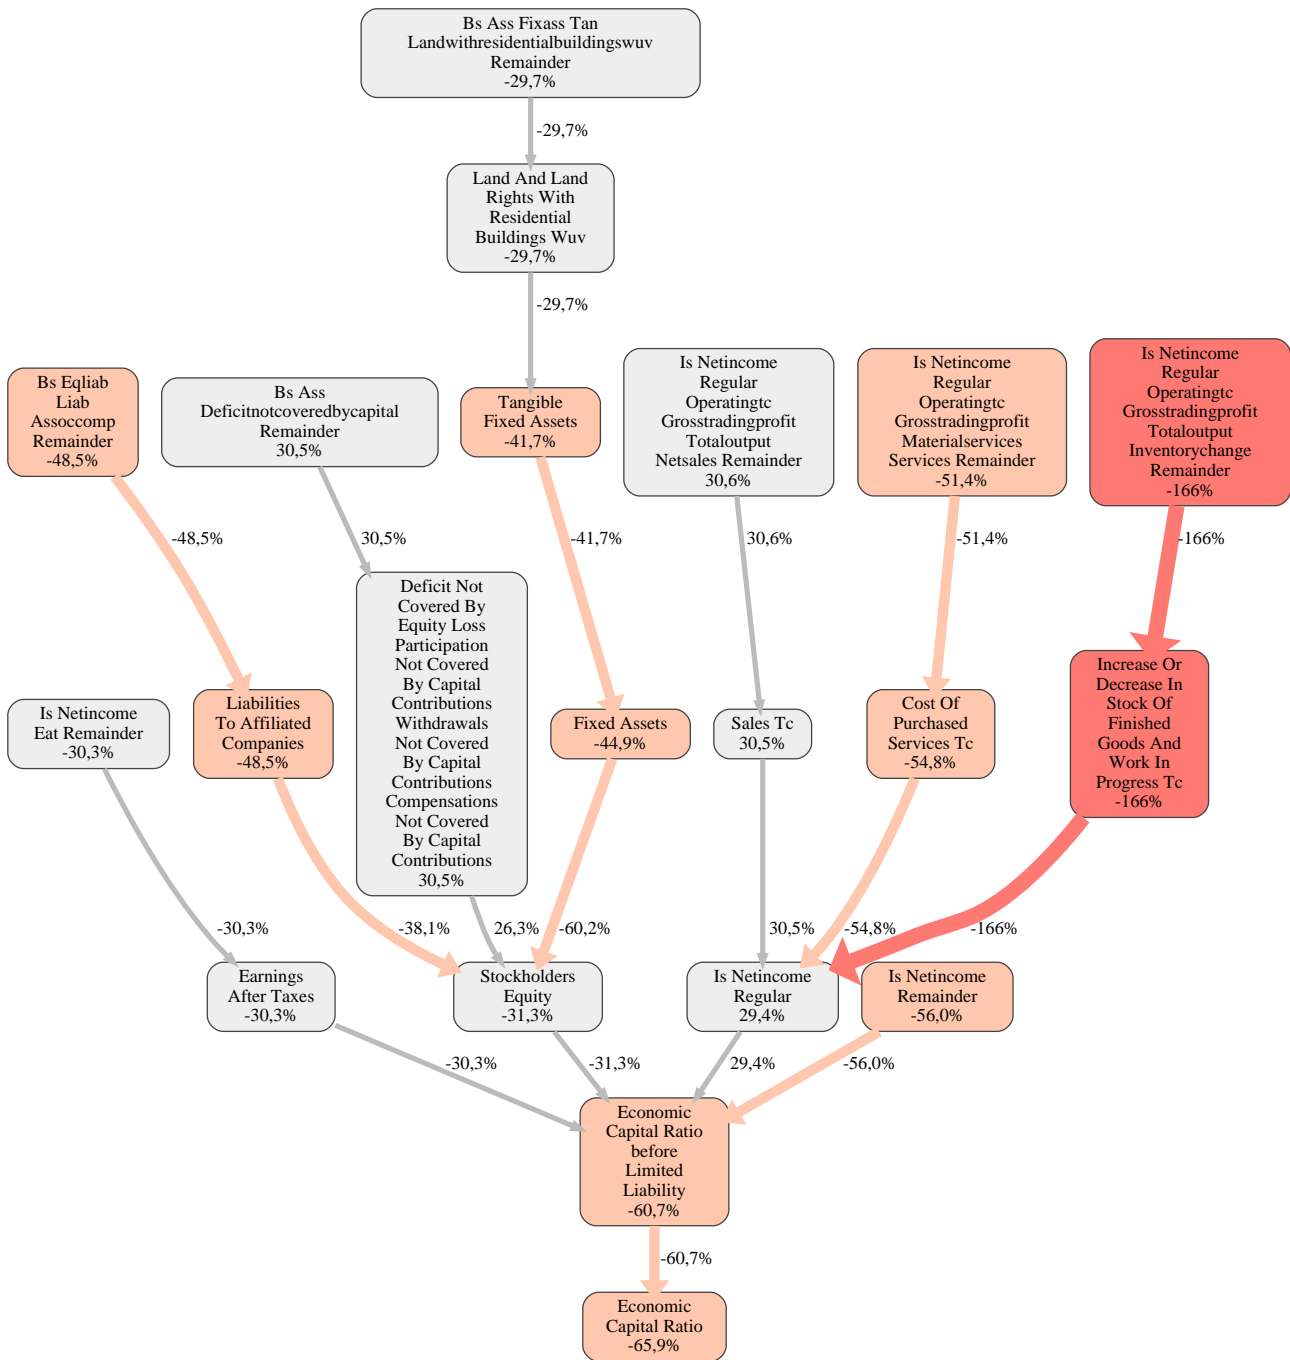 Bs Ass Fixass Tan
Landwithresidentialbuildingswuv
Remainder
-29,7%
-29,7%
Land And Land
Rights With
Residential
Buildings Wuv
-29,7%
-29,7%
Bs Eqliab
Liab
Assoccomp
Remainder
-48,5%
Bs Ass
Deficitnotcoveredbycapital
Remainder
30,5%
Tangible
Fixed Assets
-41,7%
Is Netincome
Regular
Operatingtc
Grosstradingprofit
Totaloutput
Netsales Remainder
30,6%
Is Netincome
Regular
Operatingtc
Grosstradingprofit
Materialservices
Services Remainder
-51,4%
Is Netincome
Regular
Operatingtc
Grosstradingprofit
Totaloutput
Inventorychange
Remainder
-166%
-48,5%
30,5%
-41,7%
30,6%
-51,4%
-166%
Is Netincome
Eat Remainder
-30,3%
Liabilities
To Affiliated
Companies
-48,5%
Deficit Not
Covered By
Equity Loss
Participation
Not Covered
By Capital
Contributions
Withdrawals
Not Covered
By Capital
Contributions
Compensations
Not Covered
By Capital
Contributions
30,5%
Fixed Assets
-44,9%
Sales Tc
30,5%
Cost Of
Purchased
Services Tc
-54,8%
Increase Or
Decrease In
Stock Of
Finished
Goods And
Work In
Progress Tc
-166%
-30,3%
-38,1%
26,3%
-60,2%
30,5%
-54,8%
-166%
Earnings
After Taxes
-30,3%
Stockholders
Equity
-31,3%
Is Netincome
Regular
29,4%
Is Netincome
Remainder
-56,0%
-30,3%
-31,3%
29,4%
-56,0%
Economic
Capital Ratio
before
Limited
Liability
-60,7%
-60,7%
Economic
Capital Ratio
-65,9%